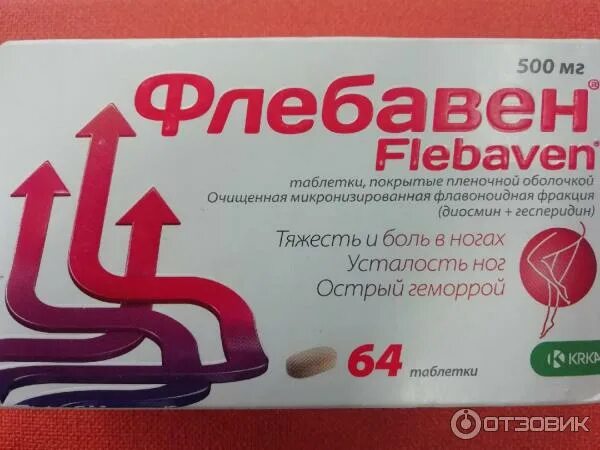 500 мг
Флебавен®
Flebaven®
таблетки, покрытые пленочной оболочкой
Очищенная микронизированная флавоноидная фракция
(диосмин + гесперидин)
Тяжесть и боль в ногах
Усталость ног
Острый геморрой
64 таблетки
KRKA
ОТЗОВИК